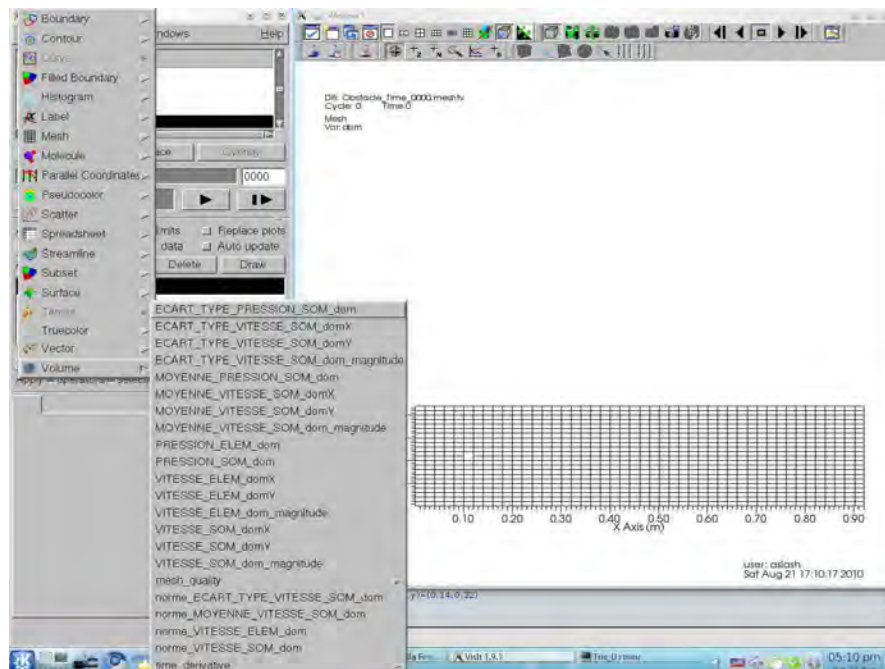 Boundary
Contour
Curve
Filled Boundary
Histogram
Label
Mesh
Molecule
Parallel Coordinates
Pseudocolor
Scatter
Spreadsheet
Streamline
Subset
Surface
Tensor
Truecolor
Vector
Volume
ndows
Help
0000
Replace plots
data
Auto update
Delete
Draw
ECART_TYPE_PRESSION_SOM_dom
ECART_TYPE_VITESSE_SOM_domX
ECART_TYPE_VITESSE_SOM_domY
ECART_TYPE_VITESSE_SOM_dom_magnitude
MOYENNE_PRESSION_SOM_dom
MOYENNE_VITESSE_SOM_domX
MOYENNE_VITESSE_SOM_domY
MOYENNE_VITESSE_SOM_dom_magnitude
PRESSION_ELEM_dom
PRESSION_SOM_dom
VITESSE_ELEM_domX
VITESSE_ELEM_domY
VITESSE_ELEM_dom_magnitude
VITESSE_SOM_domX
VITESSE_SOM_domY
VITESSE_SOM_dom_magnitude
mesh_quality
norme_ECART_TYPE_VITESSE_SOM_dom
norme_MOYENNE_VITESSE_SOM_dom
norme_VITESSE_ELEM_dom
norme_VITESSE_SOM_dom
time_derivative
DB: Obstacle_Time_0000.meshtv
Cycle: 0 Time:0
Mesh
Var: dom
0.10 0.20 0.30 0.40 0.50 0.60 0.70 0.80 0.90
X Axis (m)
user: aslash
Sat Aug 21 17:10:17 2010
VisIt 1.9.1
05:10 pm